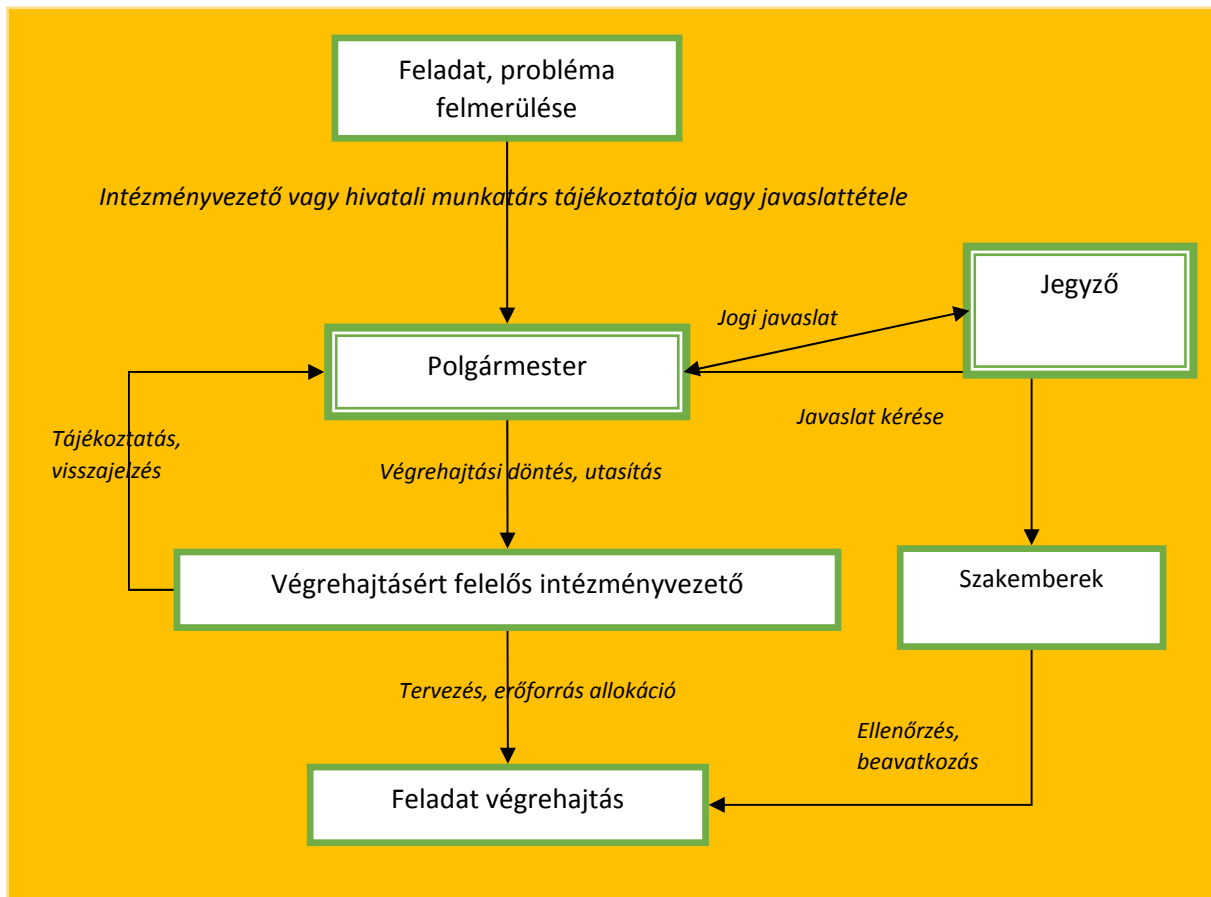 Feladat, probléma
felmerülése
Intézményvezető vagy hivatali munkatárs tájékoztatója vagy javaslattétele
Jegyző
Jogi javaslat
Polgármester
Javaslat kérése
Tájékoztatás,
visszajelzés
Végrehajtási döntés, utasítás
Végrehajtásért felelős intézményvezető
Szakemberek
Tervezés, erőforrás allokáció
Ellenőrzés,
beavatkozás
Feladat végrehajtás